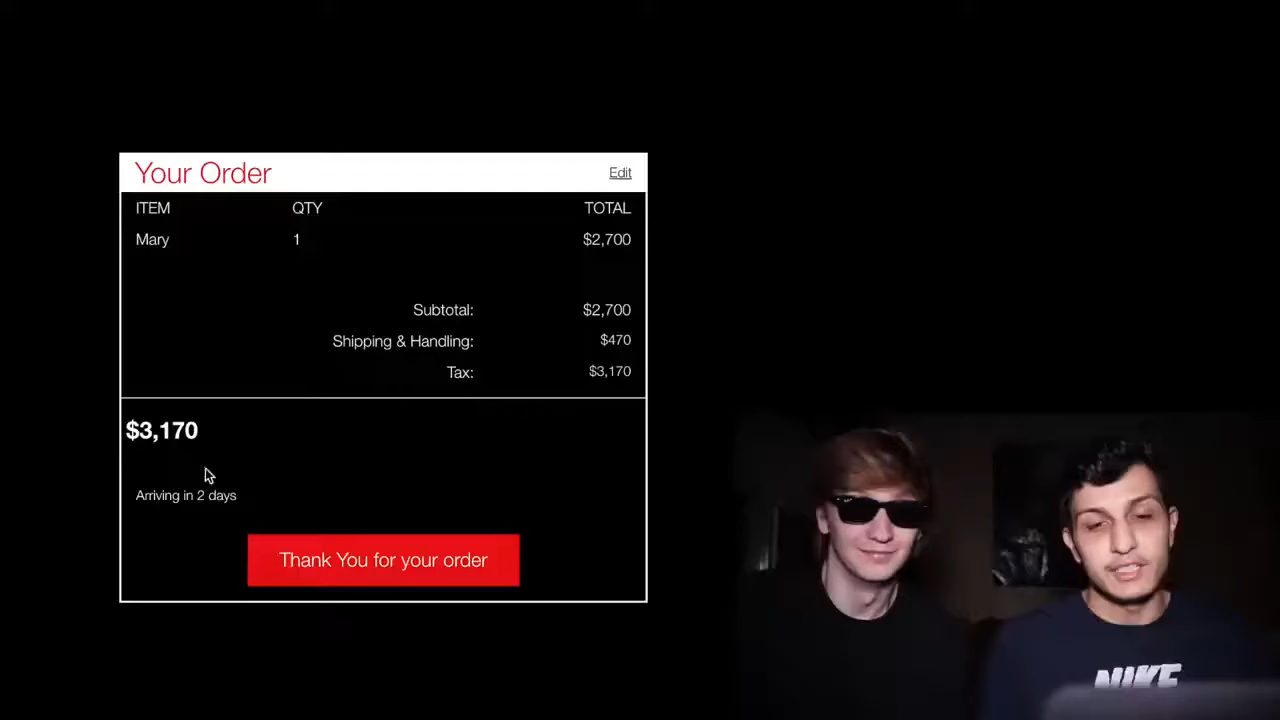 Your Order Edit
ITEM QTY TOTAL
Mary 1 $2,700
Subtotal: $2,700
Shipping & Handling: $470
Tax: $3,170
$3,170
Arriving in 2 days
Thank You for your order
NIKE